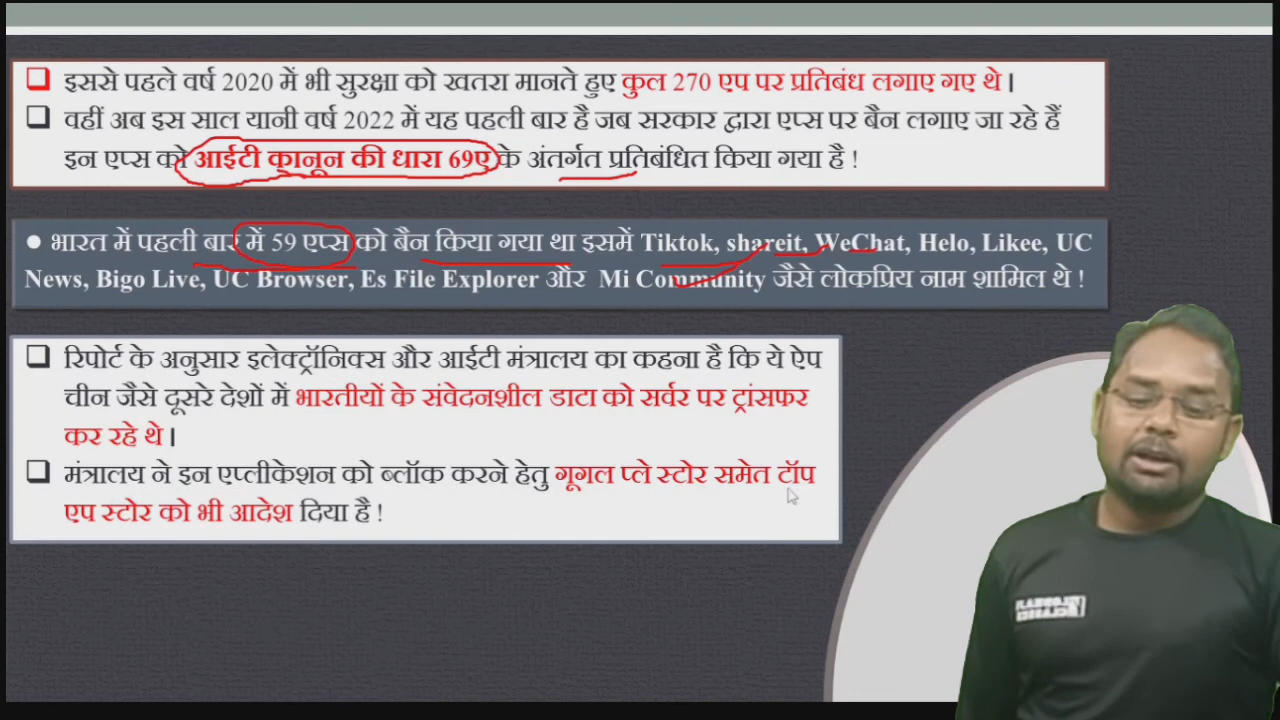 इससे पहले वर्ष 2020 में भी सुरक्षा को खतरा मानते हुए कुल 270 एप पर प्रतिबंध लगाए गए थे ।
वहीं अब इस साल यानी वर्ष 2022 में यह पहली बार है जब सरकार द्वारा एप्स पर बैन लगाए जा रहे हैं
इन एप्स को आईटी कानून की धारा 69ए के अंतर्गत प्रतिबंधित किया गया है !
● भारत में पहली बार में 59 एप्स को बैन किया गया था इसमें Tiktok, shareit, WeChat, Helo, Likee, UC
News, Bigo Live, UC Browser, Es File Explorer और Mi Community जैसे लोकप्रिय नाम शामिल थे !
रिपोर्ट के अनुसार इलेक्ट्रॉनिक्स और आईटी मंत्रालय का कहना है कि ये ऐप
चीन जैसे दूसरे देशों में भारतीयों के संवेदनशील डाटा को सर्वर पर ट्रांसफर
कर रहे थे ।
मंत्रालय ने इन एप्लीकेशन को ब्लॉक करने हेतु गूगल प्ले स्टोर समेत टॉप
एप स्टोर को भी आदेश दिया है !